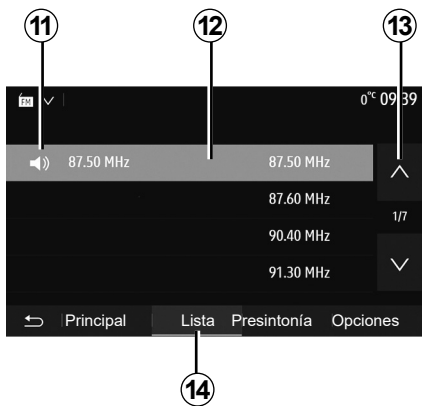 11 12 13
FM 0°C 09:39
87.50 MHz 87.50 MHz
87.60 MHz
1/7
90.40 MHz
91.30 MHz
Principal Lista Presintonía Opciones
14